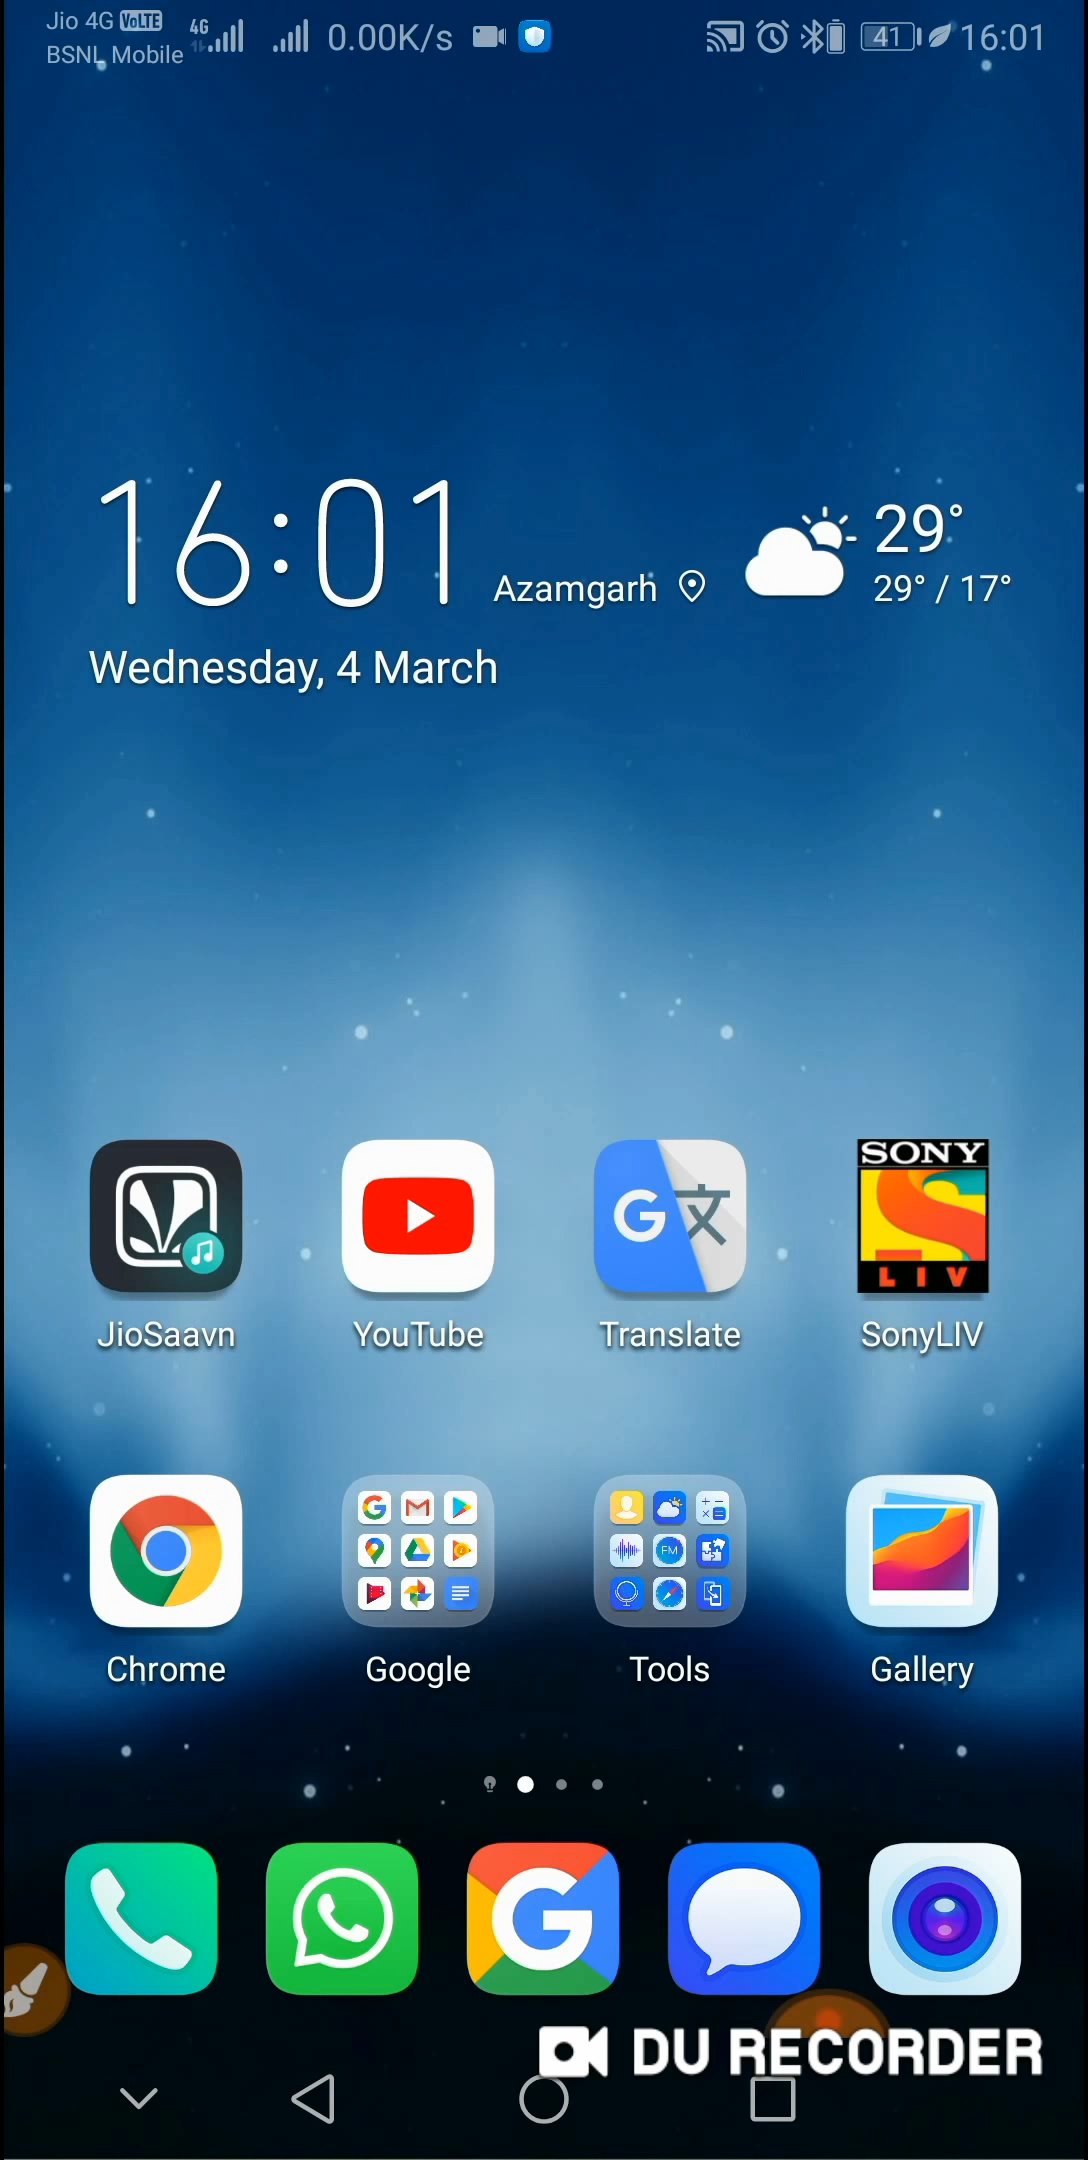 Jio 4G VoLTE
BSNL Mobile
4G
0.00K/s
41
16:01
16:01
Azamgarh
29°
29° / 17°
Wednesday, 4 March
SONY
LIV
JioSaavn
YouTube
Translate
SonyLIV
FM
Chrome
Google
Tools
Gallery
DU RECORDER